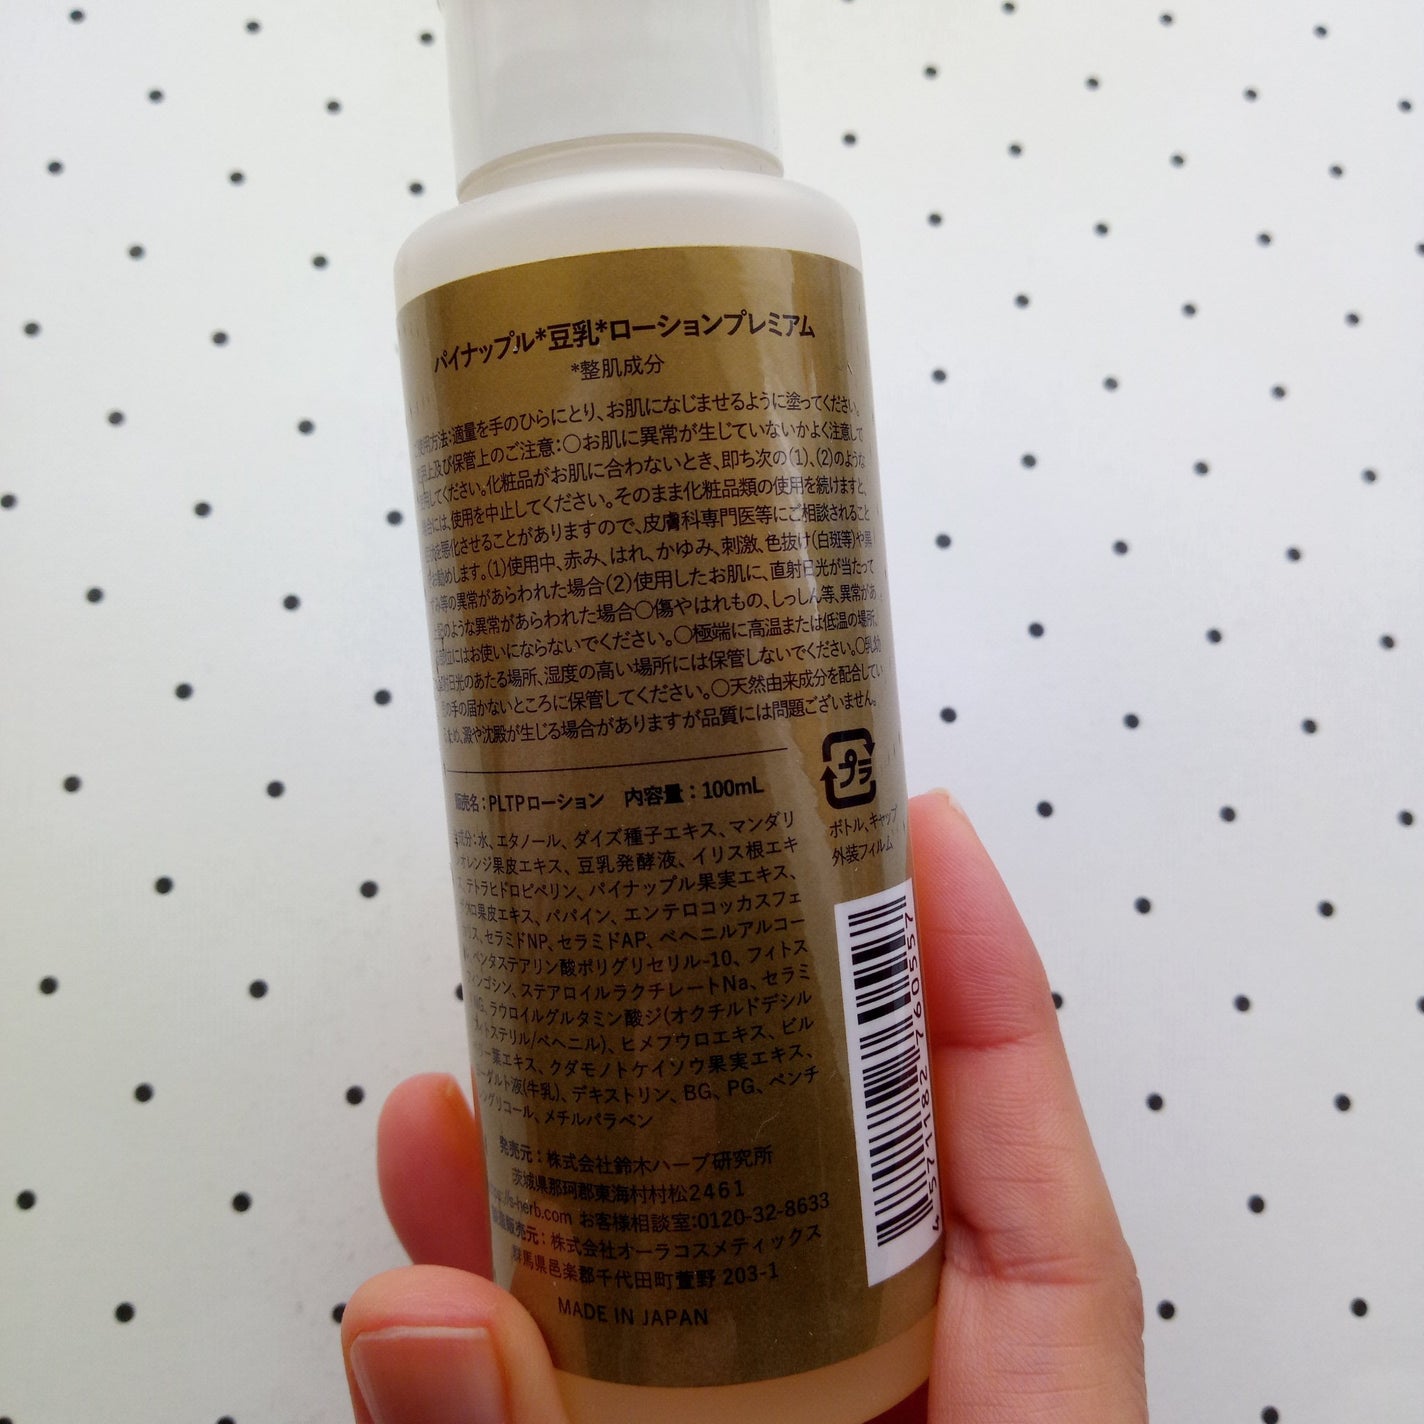 パイナップル*豆乳*ローションプレミアム
*整肌成分
使用方法:適量を手のひらにとり、お肌になじませるように塗ってください。
上及び保管上のご注意:○お肌に異常が生じていないかよく注意して
してください。化粧品がお肌に合わないとき、即ち次の(1)、(2)のような
場合には、使用を中止してください。そのまま化粧品類の使用を続けますと、
を悪化させることがありますので、皮膚科専門医等にご相談されること
お勧めします。(1)使用中、赤み、はれ、かゆみ、刺激、色抜け(白斑等)や黒
ずみ等の異常があらわれた場合(2)使用したお肌に、直射日光が当たって
上記のような異常があらわれた場合○傷やはれもの、しっしん等、異常があ
部位にはお使いにならないでください。○極端に高温または低温の場所、
直射日光のあたる場所、湿度の高い場所には保管しないでください。○乳幼
の手の届かないところに保管してください。○天然由来成分を配合してい
ため、澱や沈殿が生じる場合がありますが品質には問題ございません。
プラ
ボトル、キャップ
外装フィルム
販売名:PLTPローション 内容量:100mL
成分:水、エタノール、ダイズ種子エキス、マンダリ
ンオレンジ果皮エキス、豆乳発酵液、イリス根エキ
ス、テトラヒドロピペリン、パイナップル果実エキス、
ザクロ果皮エキス、パパイン、エンテロコッカスフェ
カリス、セラミドNP、セラミドAP、ベヘニルアルコー
ル、ペンタステアリン酸ポリグリセリル-10、フィトス
フィンゴシン、ステアロイルラクチレートNa、セラミ
NG、ラウロイルグルタミン酸ジ(オクチルドデシル
フィトステリル/ベヘニル)、ヒメフウロエキス、ビル
ベリー葉エキス、クダモノトケイソウ果実エキス、
ヨーグルト液(牛乳)、デキストリン、BG、PG、ペンチ
レングリコール、メチルパラベン
発売元:株式会社鈴木ハーブ研究所
茨城県那珂郡東海村村松2461
https://s-herb.com お客様相談室:0120-32-8633
製造販売元:株式会社オーラコスメティックス
群馬県邑楽郡千代田町萱野 203-1
MADE IN JAPAN
4571182760557